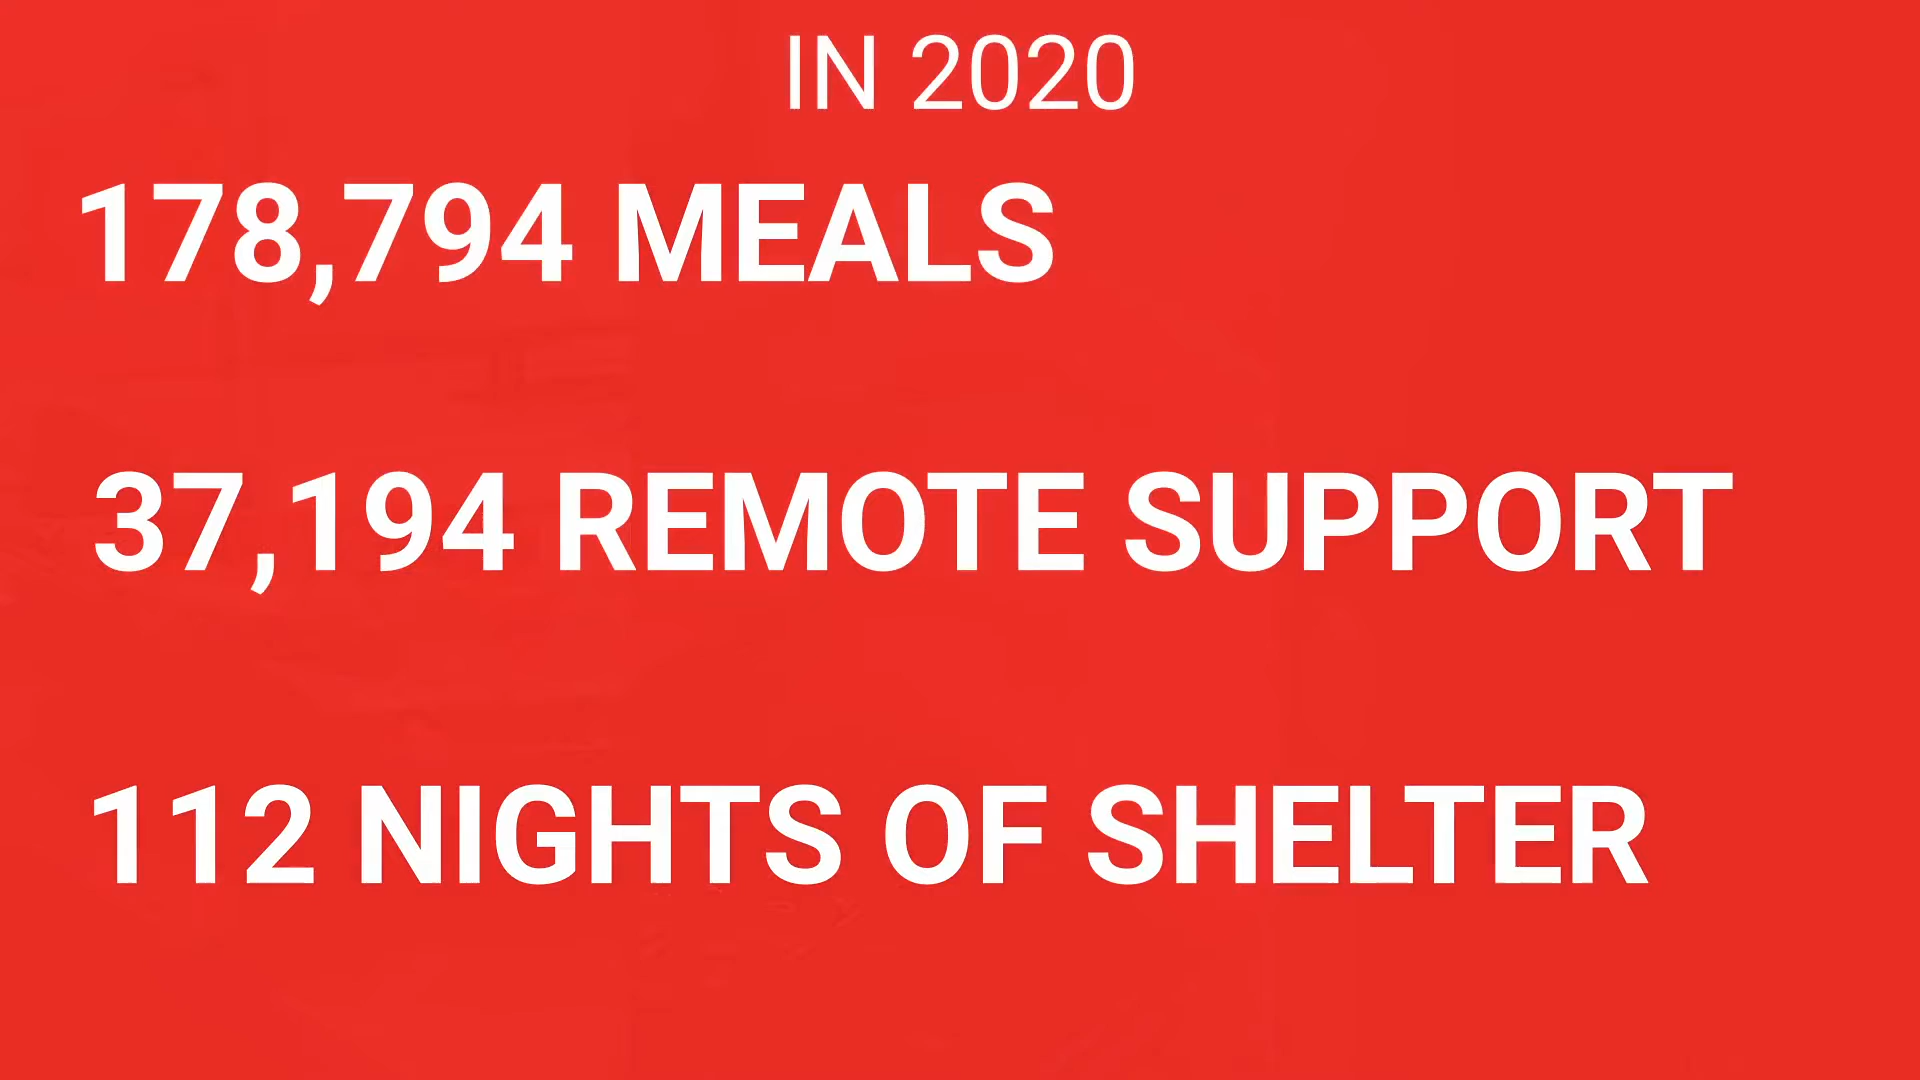 IN 2020
178,794 MEALS
37,194 REMOTE SUPPORT
112 NIGHTS OF SHELTER